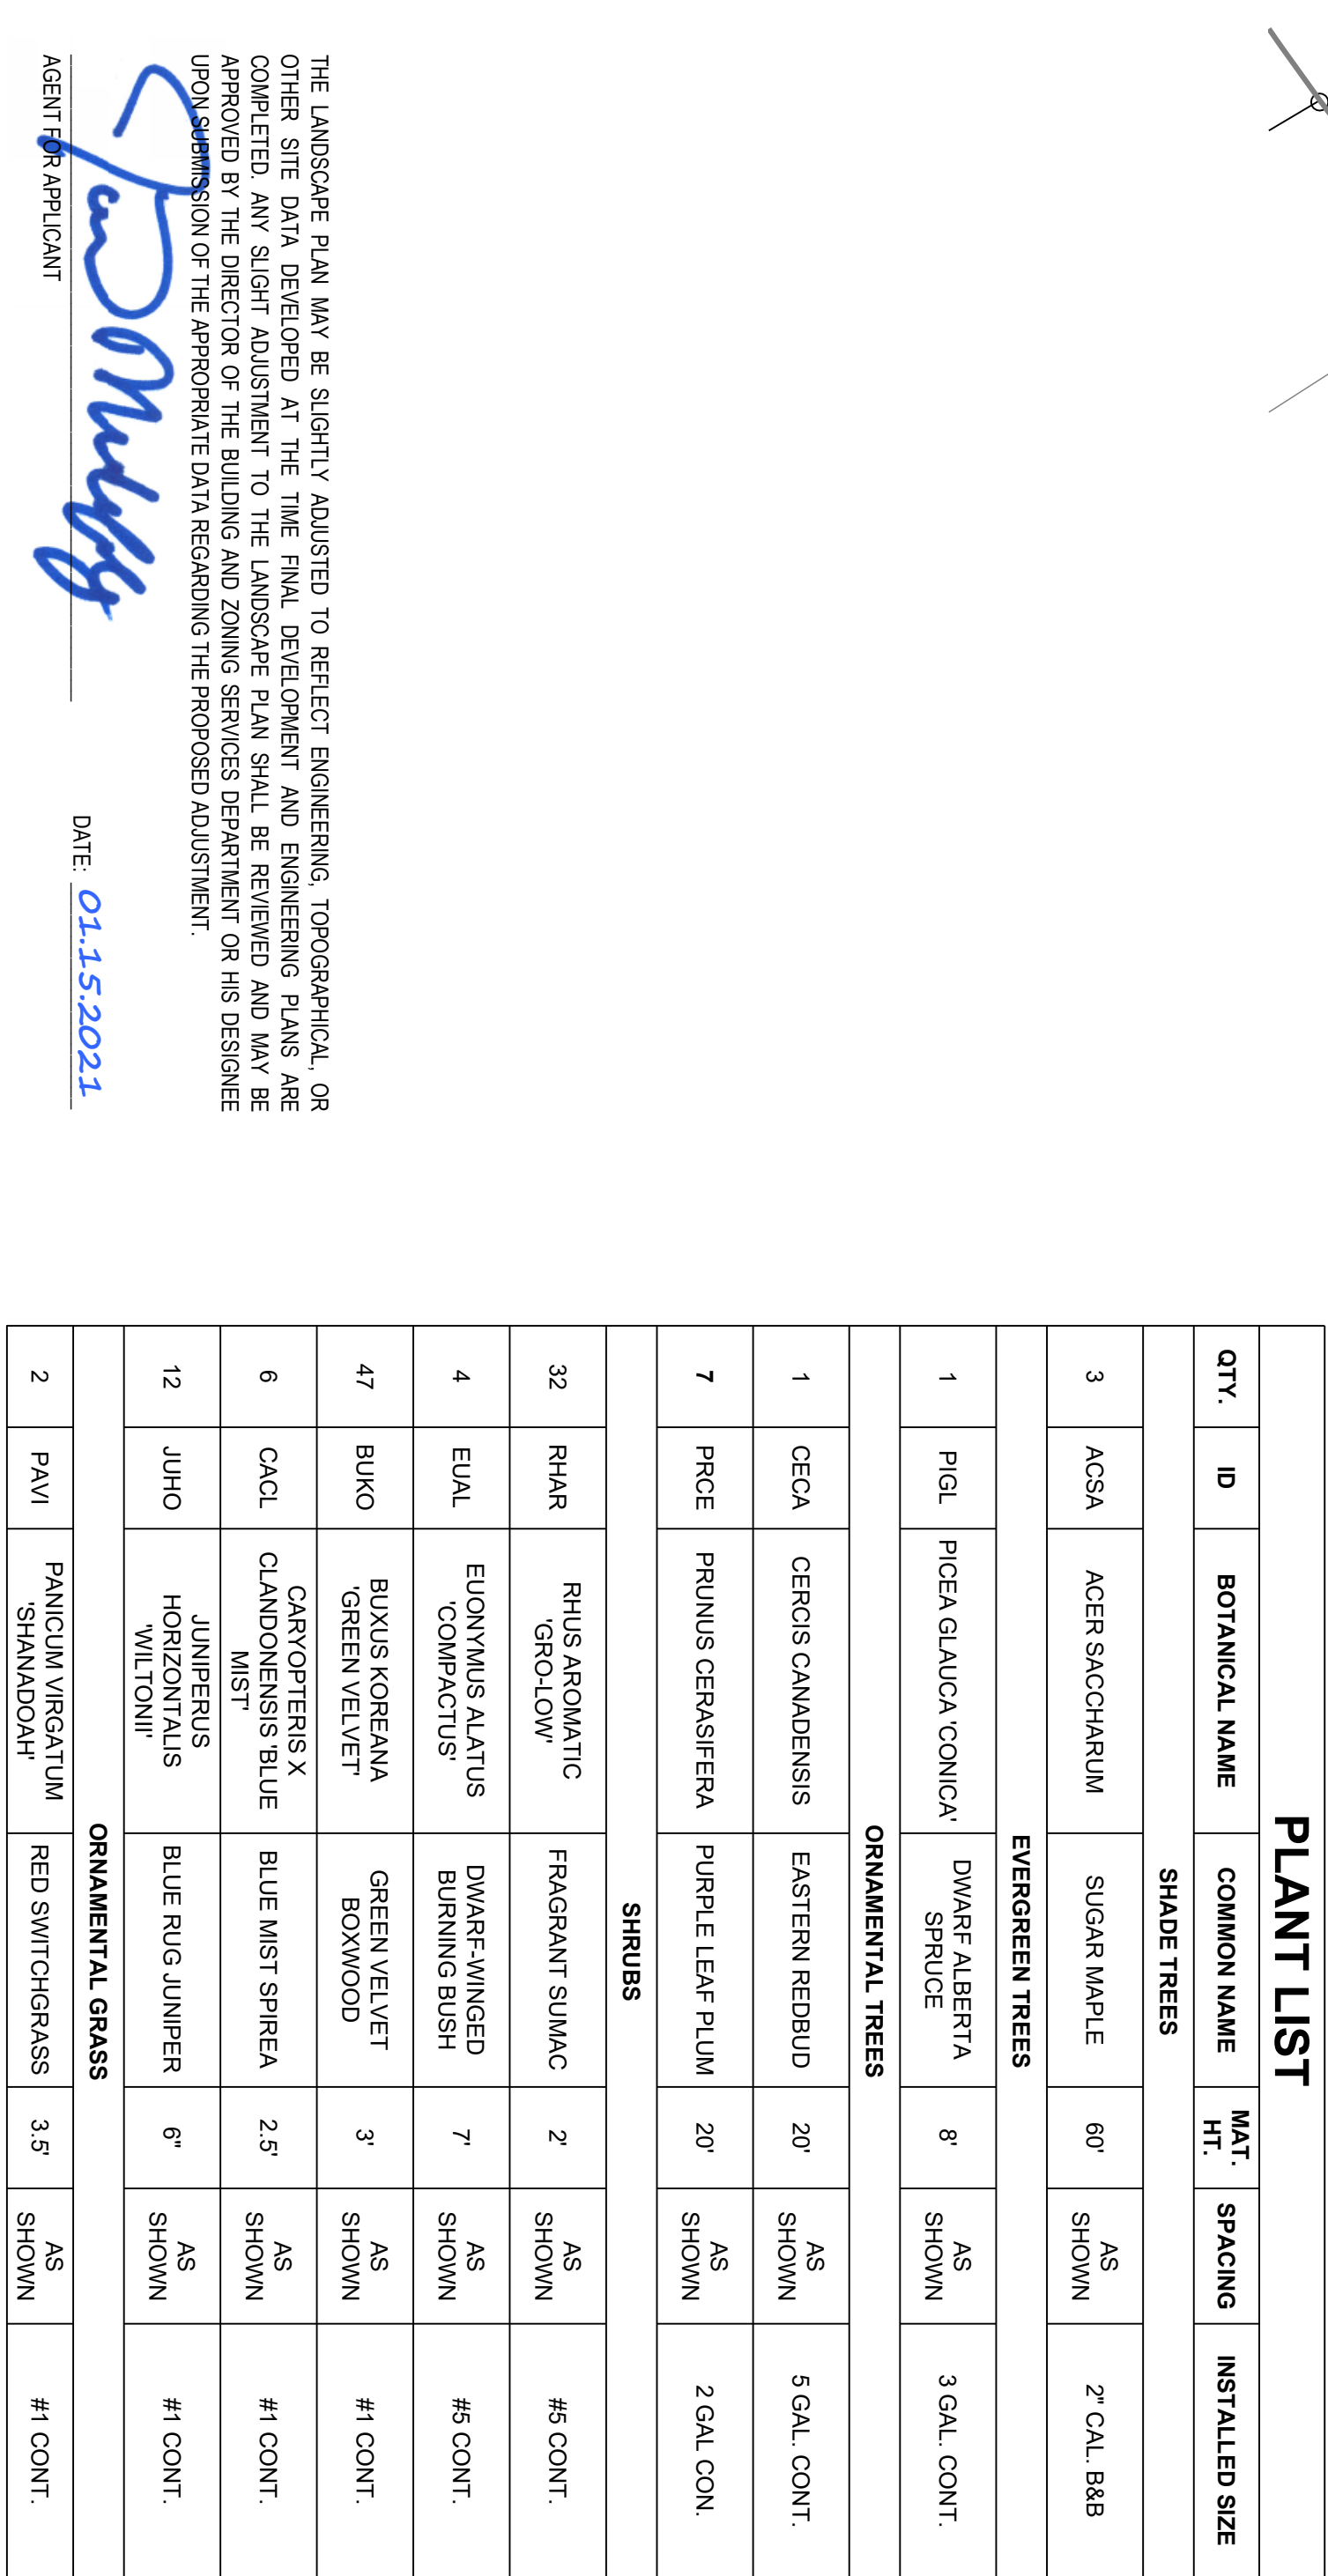 THE LANDSCAPE PLAN MAY BE SLIGHTLY ADJUSTED TO REFLECT ENGINEERING, TOPOGRAPHICAL, OR
OTHER SITE DATA DEVELOPED AT THE TIME FINAL DEVELOPMENT AND ENGINEERING PLANS ARE
COMPLETED. ANY SLIGHT ADJUSTMENT TO THE LANDSCAPE PLAN SHALL BE REVIEWED AND MAY BE
APPROVED BY THE DIRECTOR OF THE BUILDING AND ZONING SERVICES DEPARTMENT OR HIS DESIGNEE
UPON SUBMISSION OF THE APPROPRIATE DATA REGARDING THE PROPOSED ADJUSTMENT.
DATE: 01.15.2021
AGENT FOR APPLICANT
PLANT LIST
QTY. ID BOTANICAL NAME COMMON NAME MAT. HT. SPACING INSTALLED SIZE
SHADE TREES
3 ACSA ACER SACCHARUM SUGAR MAPLE 60' AS SHOWN 2" CAL. B&B
EVERGREEN TREES
1 PIGL PICEA GLAUCA 'CONICA' DWARF ALBERTA SPRUCE 8' AS SHOWN 3 GAL. CONT.
ORNAMENTAL TREES
1 CECA CERCIS CANADENSIS EASTERN REDBUD 20' AS SHOWN 5 GAL. CONT.
7 PRCE PRUNUS CERASIFERA PURPLE LEAF PLUM 20' AS SHOWN 2 GAL CON.
SHRUBS
32 RHAR RHUS AROMATIC 'GRO-LOW' FRAGRANT SUMAC 2' AS SHOWN #5 CONT.
4 EUAL EUONYMUS ALATUS 'COMPACTUS' DWARF-WINGED BURNING BUSH 7' AS SHOWN #5 CONT.
47 BUKO BUXUS KOREANA 'GREEN VELVET' GREEN VELVET BOXWOOD 3' AS SHOWN #1 CONT.
6 CACL CARYOPTERIS X CLANDONENSIS 'BLUE MIST' BLUE MIST SPIREA 2.5' AS SHOWN #1 CONT.
12 JUHO JUNIPERUS HORIZONTALIS 'WILTONII' BLUE RUG JUNIPER 6" AS SHOWN #1 CONT.
ORNAMENTAL GRASS
2 PAVI PANICUM VIRGATUM 'SHANADOAH' RED SWITCHGRASS 3.5' AS SHOWN #1 CONT.